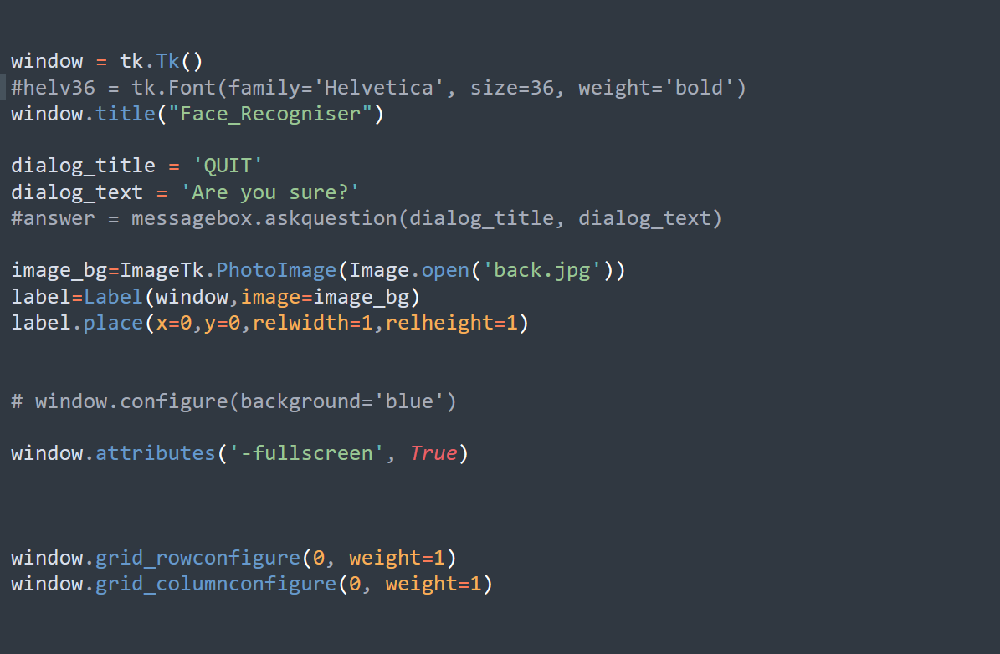 window = tk.Tk()
#helv36 = tk.Font(family='Helvetica', size=36, weight='bold')
window.title("Face_Recogniser")
dialog_title = 'QUIT'
dialog_text = 'Are you sure?'
#answer = messagebox.askquestion(dialog_title, dialog_text)
image_bg=ImageTk.PhotoImage(Image.open('back.jpg'))
label=Label(window,image=image_bg)
label.place(x=0,y=0,relwidth=1,relheight=1)
# window.configure(background='blue')
window.attributes('-fullscreen', True)
window.grid_rowconfigure(0, weight=1)
window.grid_columnconfigure(0, weight=1)